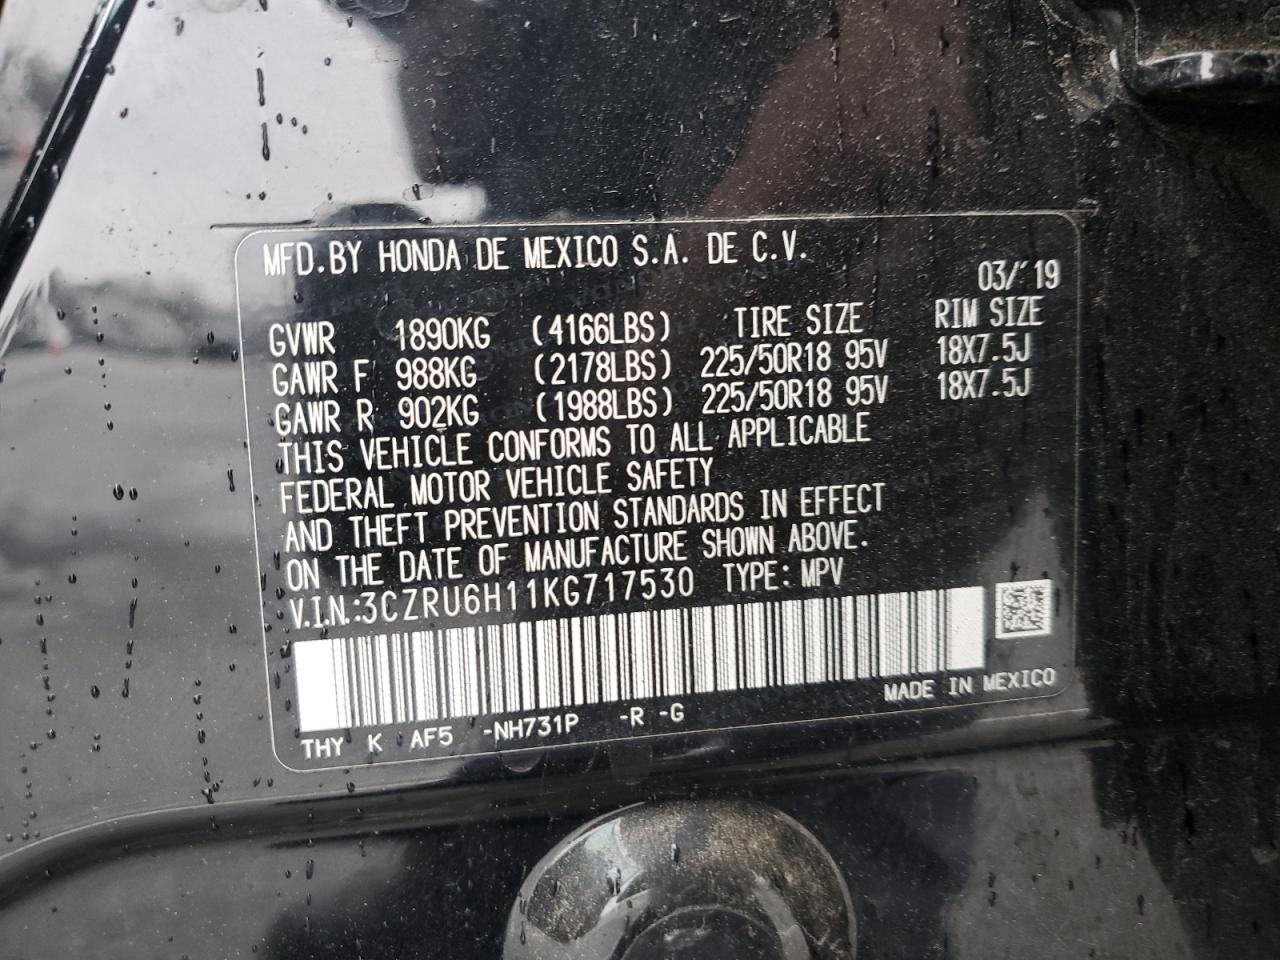 MFD.BY HONDA DE MEXICO S.A. DE C.V.
03/'19
GVWR 1890KG (4166LBS) TIRE SIZE RIM SIZE
GAWR F 988KG (2178LBS) 225/50R18 95V 18X7.5J
GAWR R 902KG (1988LBS) 225/50R18 95V 18X7.5J
THIS VEHICLE CONFORMS TO ALL APPLICABLE
FEDERAL MOTOR VEHICLE SAFETY
AND THEFT PREVENTION STANDARDS IN EFFECT
ON THE DATE OF MANUFACTURE SHOWN ABOVE.
V.I.N.:3CZRU6H11KG717530 TYPE: MPV
MADE IN MEXICO
THY K AF5 -NH731P -R -G